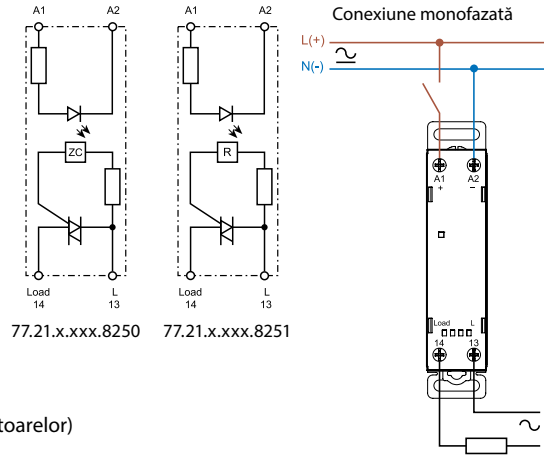 A1 A2
ZC
Load L
14 13
77.21.x.xxx.8250
A1 A2
R
Load L
14 13
77.21.x.xxx.8251
Conexiune monofazată
L(+)
N(-)
A1 A2
+ −
Load L
14 13
toarelor)